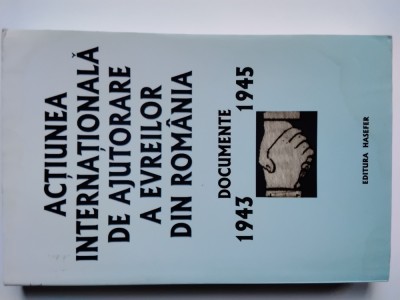 ACȚIUNEA
INTERNAȚIONALĂ
DE AJUTORARE
A EVREILOR
DIN ROMÂNIA
DOCUMENTE
1943 1945
EDITURA HASEFER